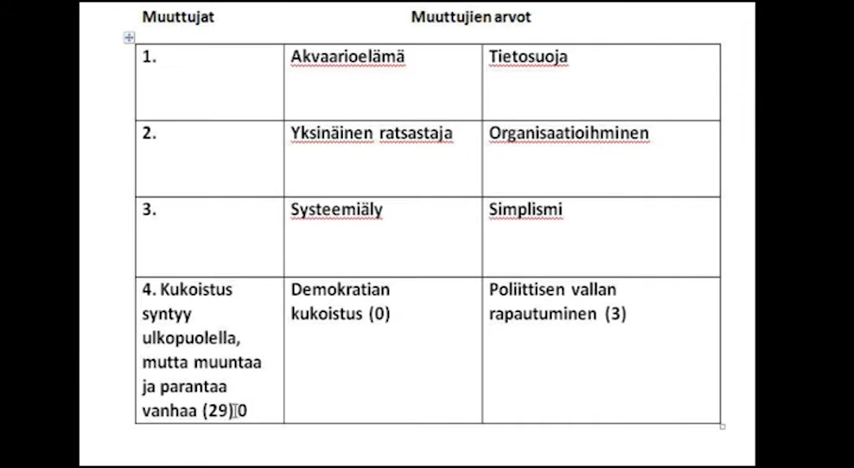 Muuttujat Muuttujien arvot
1. Akvaarioelämä Tietosuoja
2. Yksinäinen ratsastaja Organisaatioihminen
3. Systeemiäly Simplismi
4. Kukoistus Demokratian Poliittisen vallan
syntyy kukoistus (0) rapautuminen (3)
ulkopuolella,
mutta muuntaa
ja parantaa
vanhaa (29)0